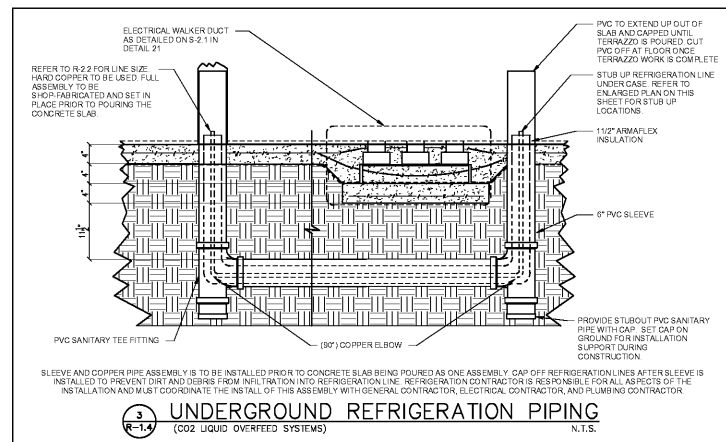 ELECTRICAL WALKER DUCT
AS DETAILED ON S-2.1 IN
DETAIL 21
REFER TO R-2.2 FOR LINE SIZE
HARD COPPER TO BE USED. FULL
ASSEMBLY TO BE
SHOP-FABRICATED AND SET IN
PLACE PRIOR TO POURING THE
CONCRETE SLAB.
PVC TO EXTEND UP OUT OF
SLAB AND CAPPED UNTIL
TERRAZZO IS POURED. CUT
PVC OFF AT FLOOR ONCE
TERRAZZO WORK IS COMPLETE
STUB UP REFRIGERATION LINE
UNDER CASE. REFER TO
ENLARGED PLAN ON THIS
SHEET FOR STUB UP
LOCATIONS.
1 1/2" ARMAFLEX
INSULATION
4"
4"
4"
11 1/2"
6" PVC SLEEVE
PVC SANITARY TEE FITTING
(90°) COPPER ELBOW
PROVIDE STUBOUT PVC SANITARY
PIPE WITH CAP. SET CAP ON
GROUND FOR INSTALLATION
SUPPORT DURING
CONSTRUCTION.
SLEEVE AND COPPER PIPE ASSEMBLY IS TO BE INSTALLED PRIOR TO CONCRETE SLAB BEING POURED AS ONE ASSEMBLY. CAP OFF REFRIGERATION LINES AFTER SLEEVE IS
INSTALLED TO PREVENT DIRT AND DEBRIS FROM INFILTRATION INTO REFRIGERATION LINE. REFRIGERATION CONTRACTOR IS RESPONSIBLE FOR ALL ASPECTS OF THE
INSTALLATION AND MUST COORDINATE THE INSTALL OF THIS ASSEMBLY WITH GENERAL CONTRACTOR, ELECTRICAL CONTRACTOR, AND PLUMBING CONTRACTOR.
3
R-1.4
UNDERGROUND REFRIGERATION PIPING
(CO2 LIQUID OVERFEED SYSTEMS)
N.T.S.